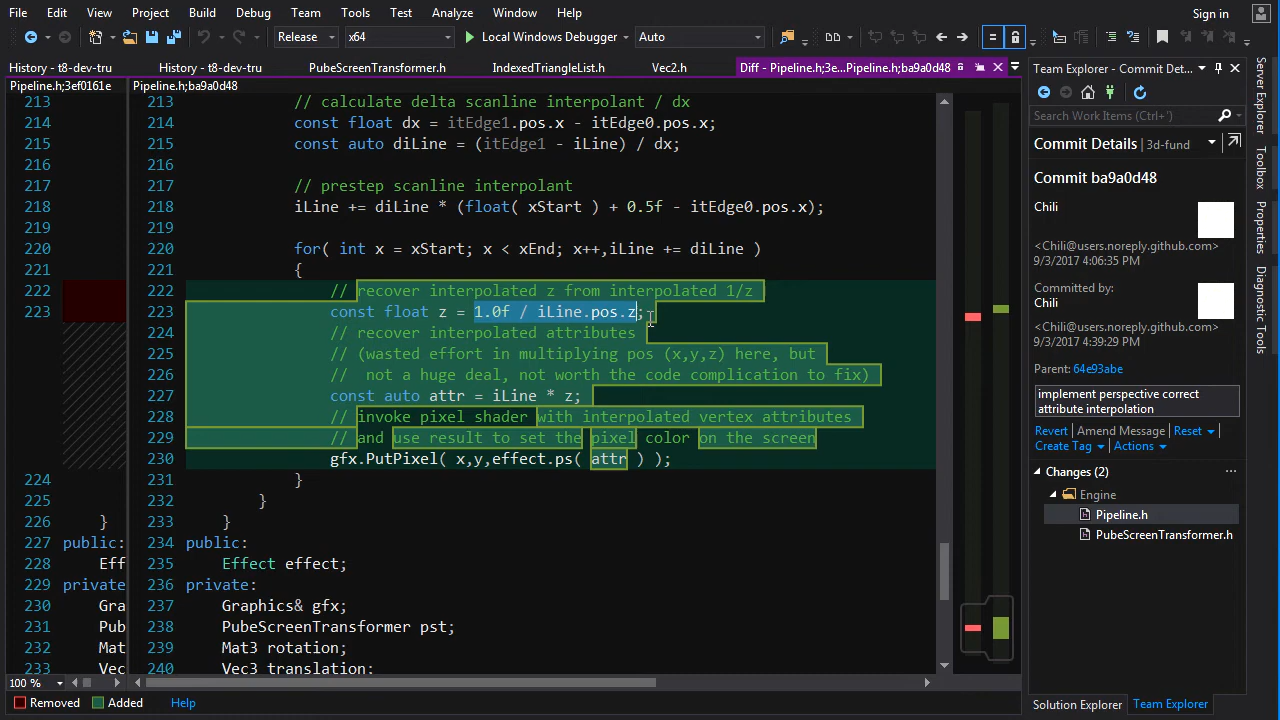 File Edit View Project Build Debug Team Tools Test Analyze Window Help Sign in
Release x64 Local Windows Debugger Auto
History - t8-dev-tru History - t8-dev-tru PubeScreenTransformer.h IndexedTriangleList.h Vec2.h Diff - Pipeline.h;3e...Pipeline.h;ba9a0d48
Pipeline.h;3ef0161e Pipeline.h;ba9a0d48
213 213 // calculate delta scanline interpolant / dx
214 214 const float dx = itEdge1.pos.x - itEdge0.pos.x;
215 215 const auto diLine = (itEdge1 - iLine) / dx;
216 216
217 217 // prestep scanline interpolant
218 218 iLine += diLine * (float( xStart ) + 0.5f - itEdge0.pos.x);
219 219
220 220 for( int x = xStart; x < xEnd; x++,iLine += diLine )
221 221 {
222 222 // recover interpolated z from interpolated 1/z
223 223 const float z = 1.0f / iLine.pos.z;
224 // recover interpolated attributes
225 // (wasted effort in multiplying pos (x,y,z) here, but
226 // not a huge deal, not worth the code complication to fix)
227 const auto attr = iLine * z;
228 // invoke pixel shader with interpolated vertex attributes
229 // and use result to set the pixel color on the screen
230 gfx.PutPixel( x,y,effect.ps( attr ) );
224 231 }
225 232 }
226 } 233 }
227 public: 234 public:
228 Ef 235 Effect effect;
229 private 236 private:
230 Gra 237 Graphics& gfx;
231 Pub 238 PubeScreenTransformer pst;
232 Mat 239 Mat3 rotation;
233 Vec 240 Vec3 translation;
100 %
Removed Added Help
Team Explorer - Commit Det...
Search Work Items (Ctrl+')
Commit Details 3d-fund
Commit ba9a0d48
Chili
<Chili@users.noreply.github.com>
9/3/2017 4:06:35 PM
Committed by:
Chili
<Chili@users.noreply.github.com>
9/3/2017 4:39:29 PM
Parent: 64e93abe
implement perspective correct
attribute interpolation
Revert Amend Message Reset
Create Tag Actions
Changes (2)
Engine
Pipeline.h
PubeScreenTransformer.h
Solution Explorer Team Explorer
Server Explorer
Toolbox
Properties
Diagnostic Tools